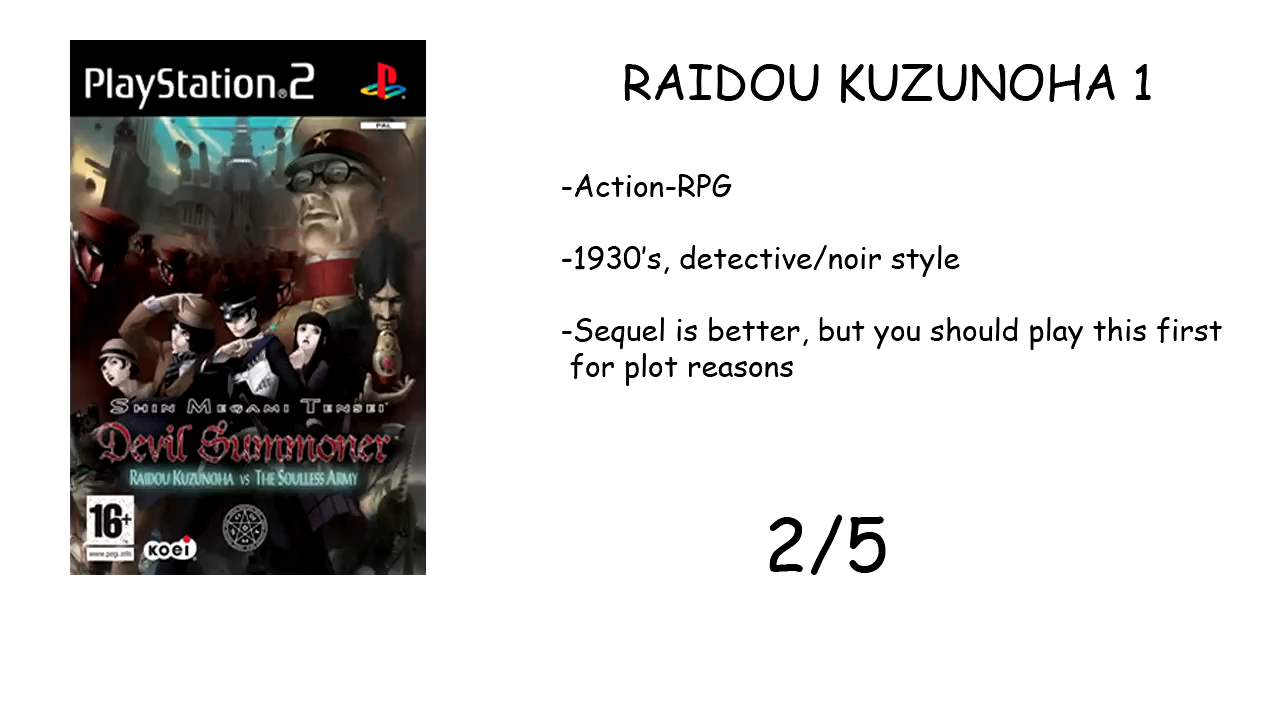 PlayStation®2
PAL
SHIN MEGAMI TENSEI
Devil Summoner
RAIDOU KUZUNOHA VS THE SOULLESS ARMY
16+
www.pegi.info
KOEI
RAIDOU KUZUNOHA 1
-Action-RPG
-1930's, detective/noir style
-Sequel is better, but you should play this first
for plot reasons
2/5